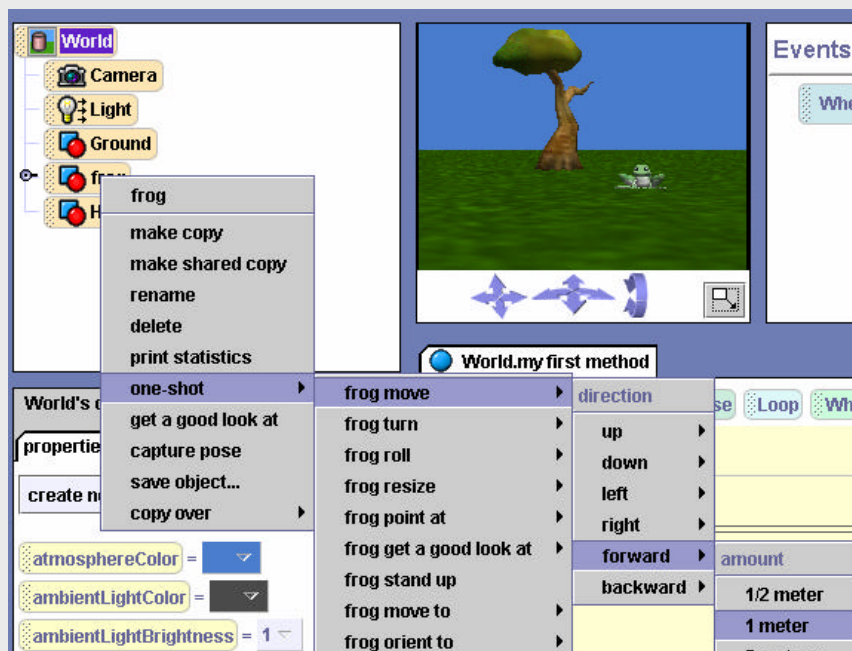 World
Camera
Light
Ground
frog
make copy
make shared copy
rename
delete
print statistics
one-shot
get a good look at
capture pose
save object...
copy over
Events
World.my first method
World's
propertie
create
atmosphereColor =
ambientLightColor =
ambientLightBrightness = 1
frog move
frog turn
frog roll
frog resize
frog point at
frog get a good look at
frog stand up
frog move to
frog orient to
direction
up
down
left
right
forward
backward
Loop
amount
1/2 meter
1 meter